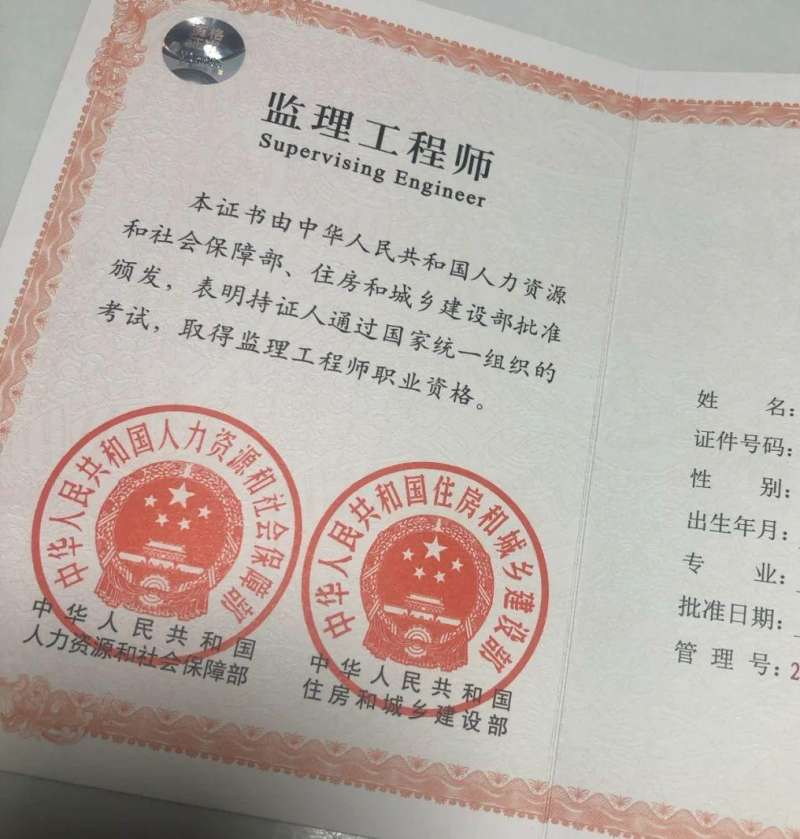 监理工程师
Supervising Engineer
本证书由中华人民共和国人力资源
和社会保障部、住房和城乡建设部批准
颁发，表明持证人通过国家统一组织的
考试，取得监理工程师职业资格。
中华人民共和国人力资源和社会保障部
中华人民共和国
人力资源和社会保障部
中华人民共和国住房和城乡建设部
中华人民共和国
住房和城乡建设部
姓 名：
证件号码：
性 别：
出生年月：
专 业：
批准日期：
管 理 号：2